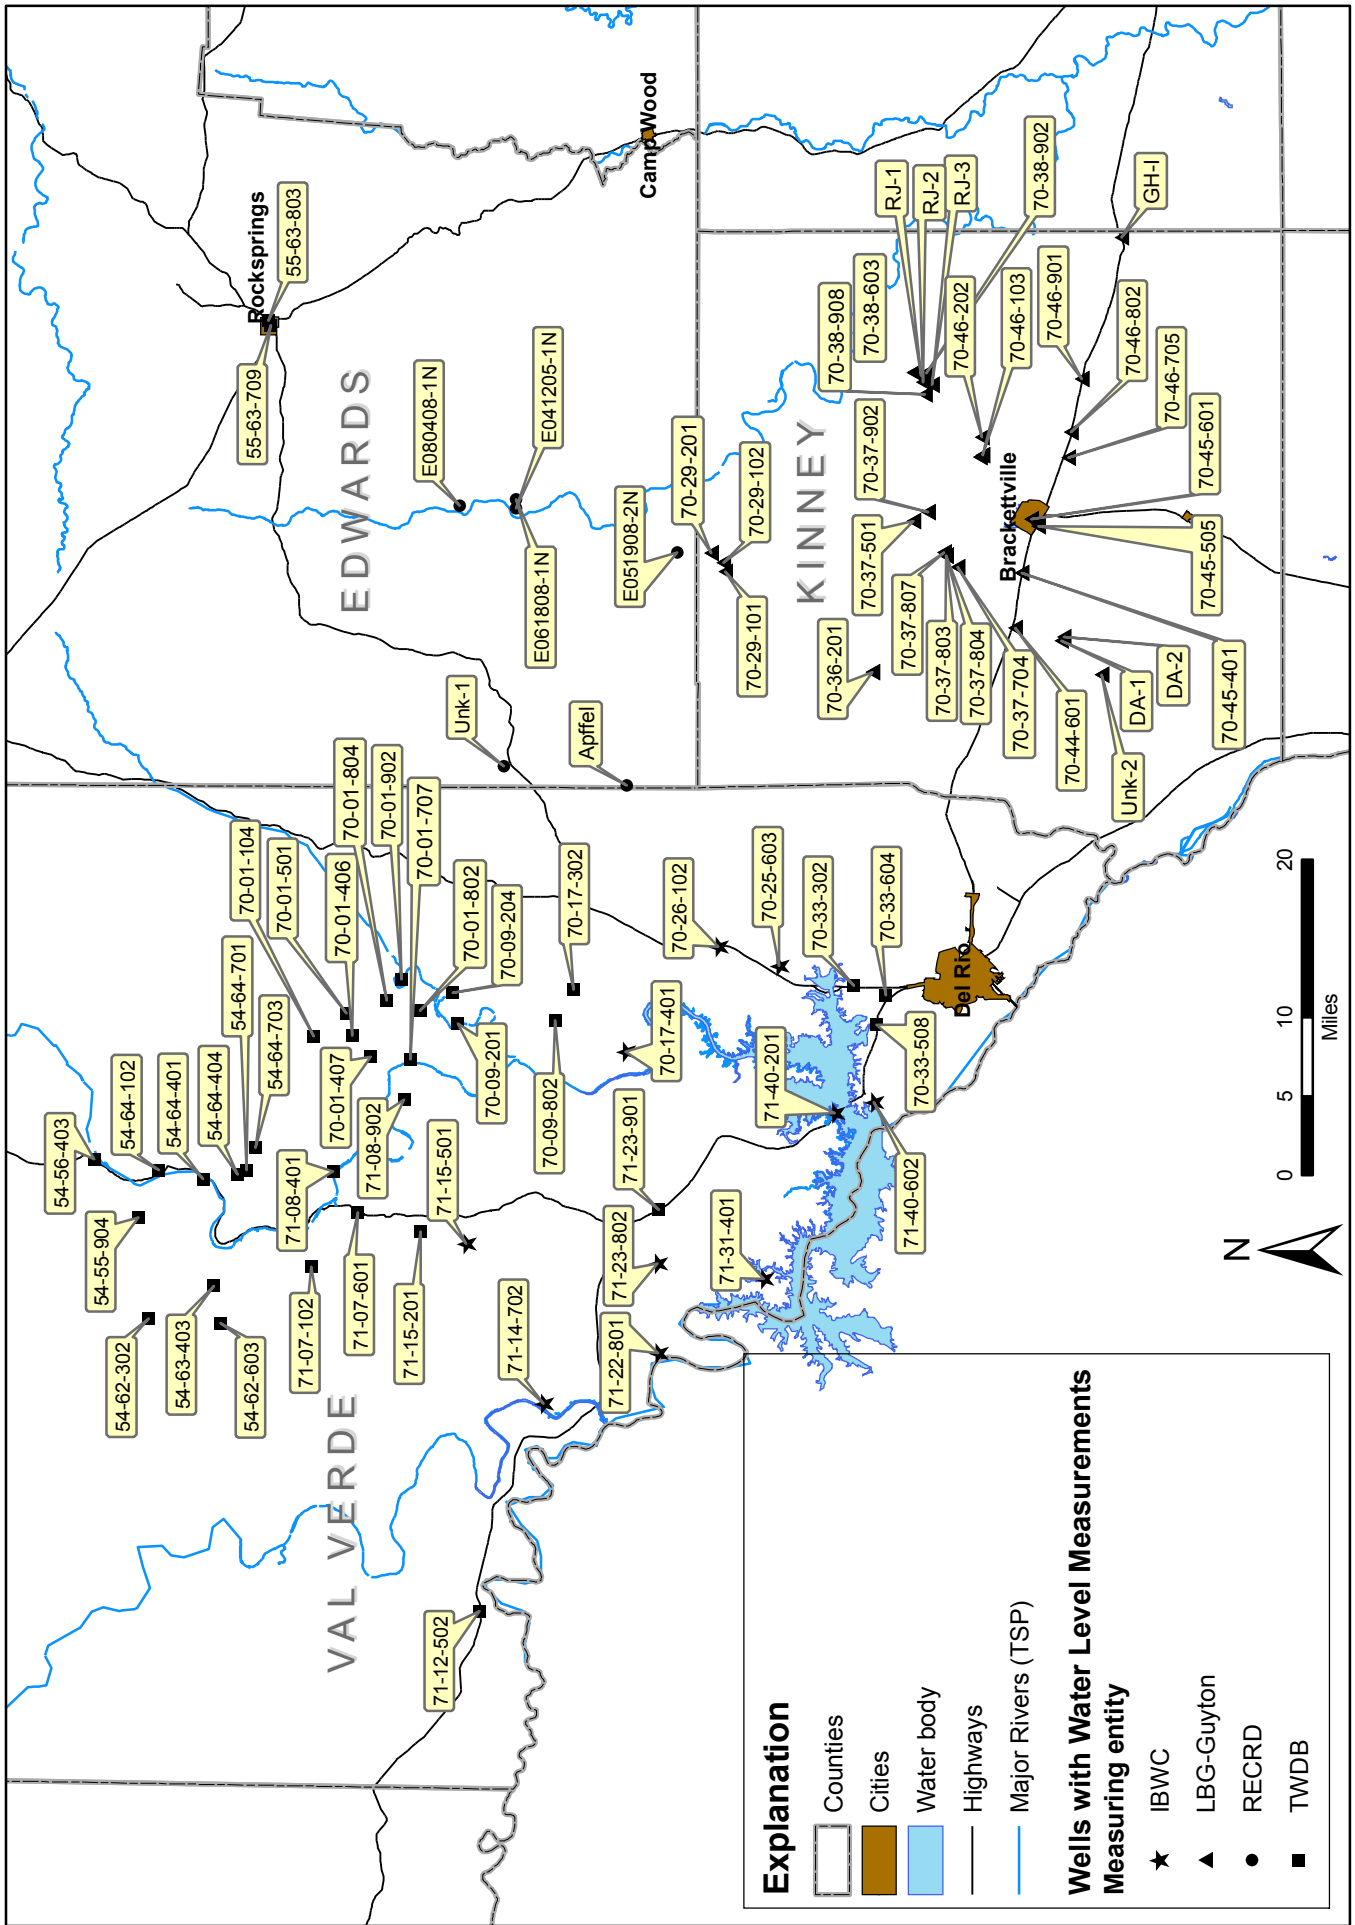 VAL VERDE
EDWARDS
KINNEY
Rocksprings
Camp Wood
Brackettville
Del Rio
54-56-403
54-64-102
54-64-401
54-64-404
54-64-701
54-64-703
54-55-904
54-62-302
54-63-403
54-62-603
70-01-104
70-01-501
70-01-406
70-01-804
70-01-902
70-01-707
70-01-802
70-09-204
70-17-302
70-01-407
71-08-401
71-08-902
70-09-201
70-09-802
71-07-102
71-07-601
71-15-201
71-15-501
71-14-702
71-12-502
71-23-901
71-23-802
71-22-801
71-31-401
70-17-401
71-40-201
71-40-602
70-26-102
70-25-603
70-33-302
70-33-604
70-33-508
Unk-1
Apffel
55-63-709
55-63-803
E080408-1N
E041205-1N
E061808-1N
E051908-2N
70-29-201
70-29-102
70-29-101
70-36-201
70-37-501
70-37-902
70-37-807
70-37-803
70-37-804
70-37-704
70-44-601
70-38-908
70-38-603
RJ-1
RJ-2
RJ-3
70-38-902
70-46-202
70-46-103
70-46-901
70-46-802
70-46-705
70-45-601
70-45-505
70-45-401
GH-I
DA-1
DA-2
Unk-2
N
0 5 10 20
Miles
Explanation
Counties
Cities
Water body
Highways
Major Rivers (TSP)
Wells with Water Level Measurements
Measuring entity
IBWC
LBG-Guyton
RECRD
TWDB